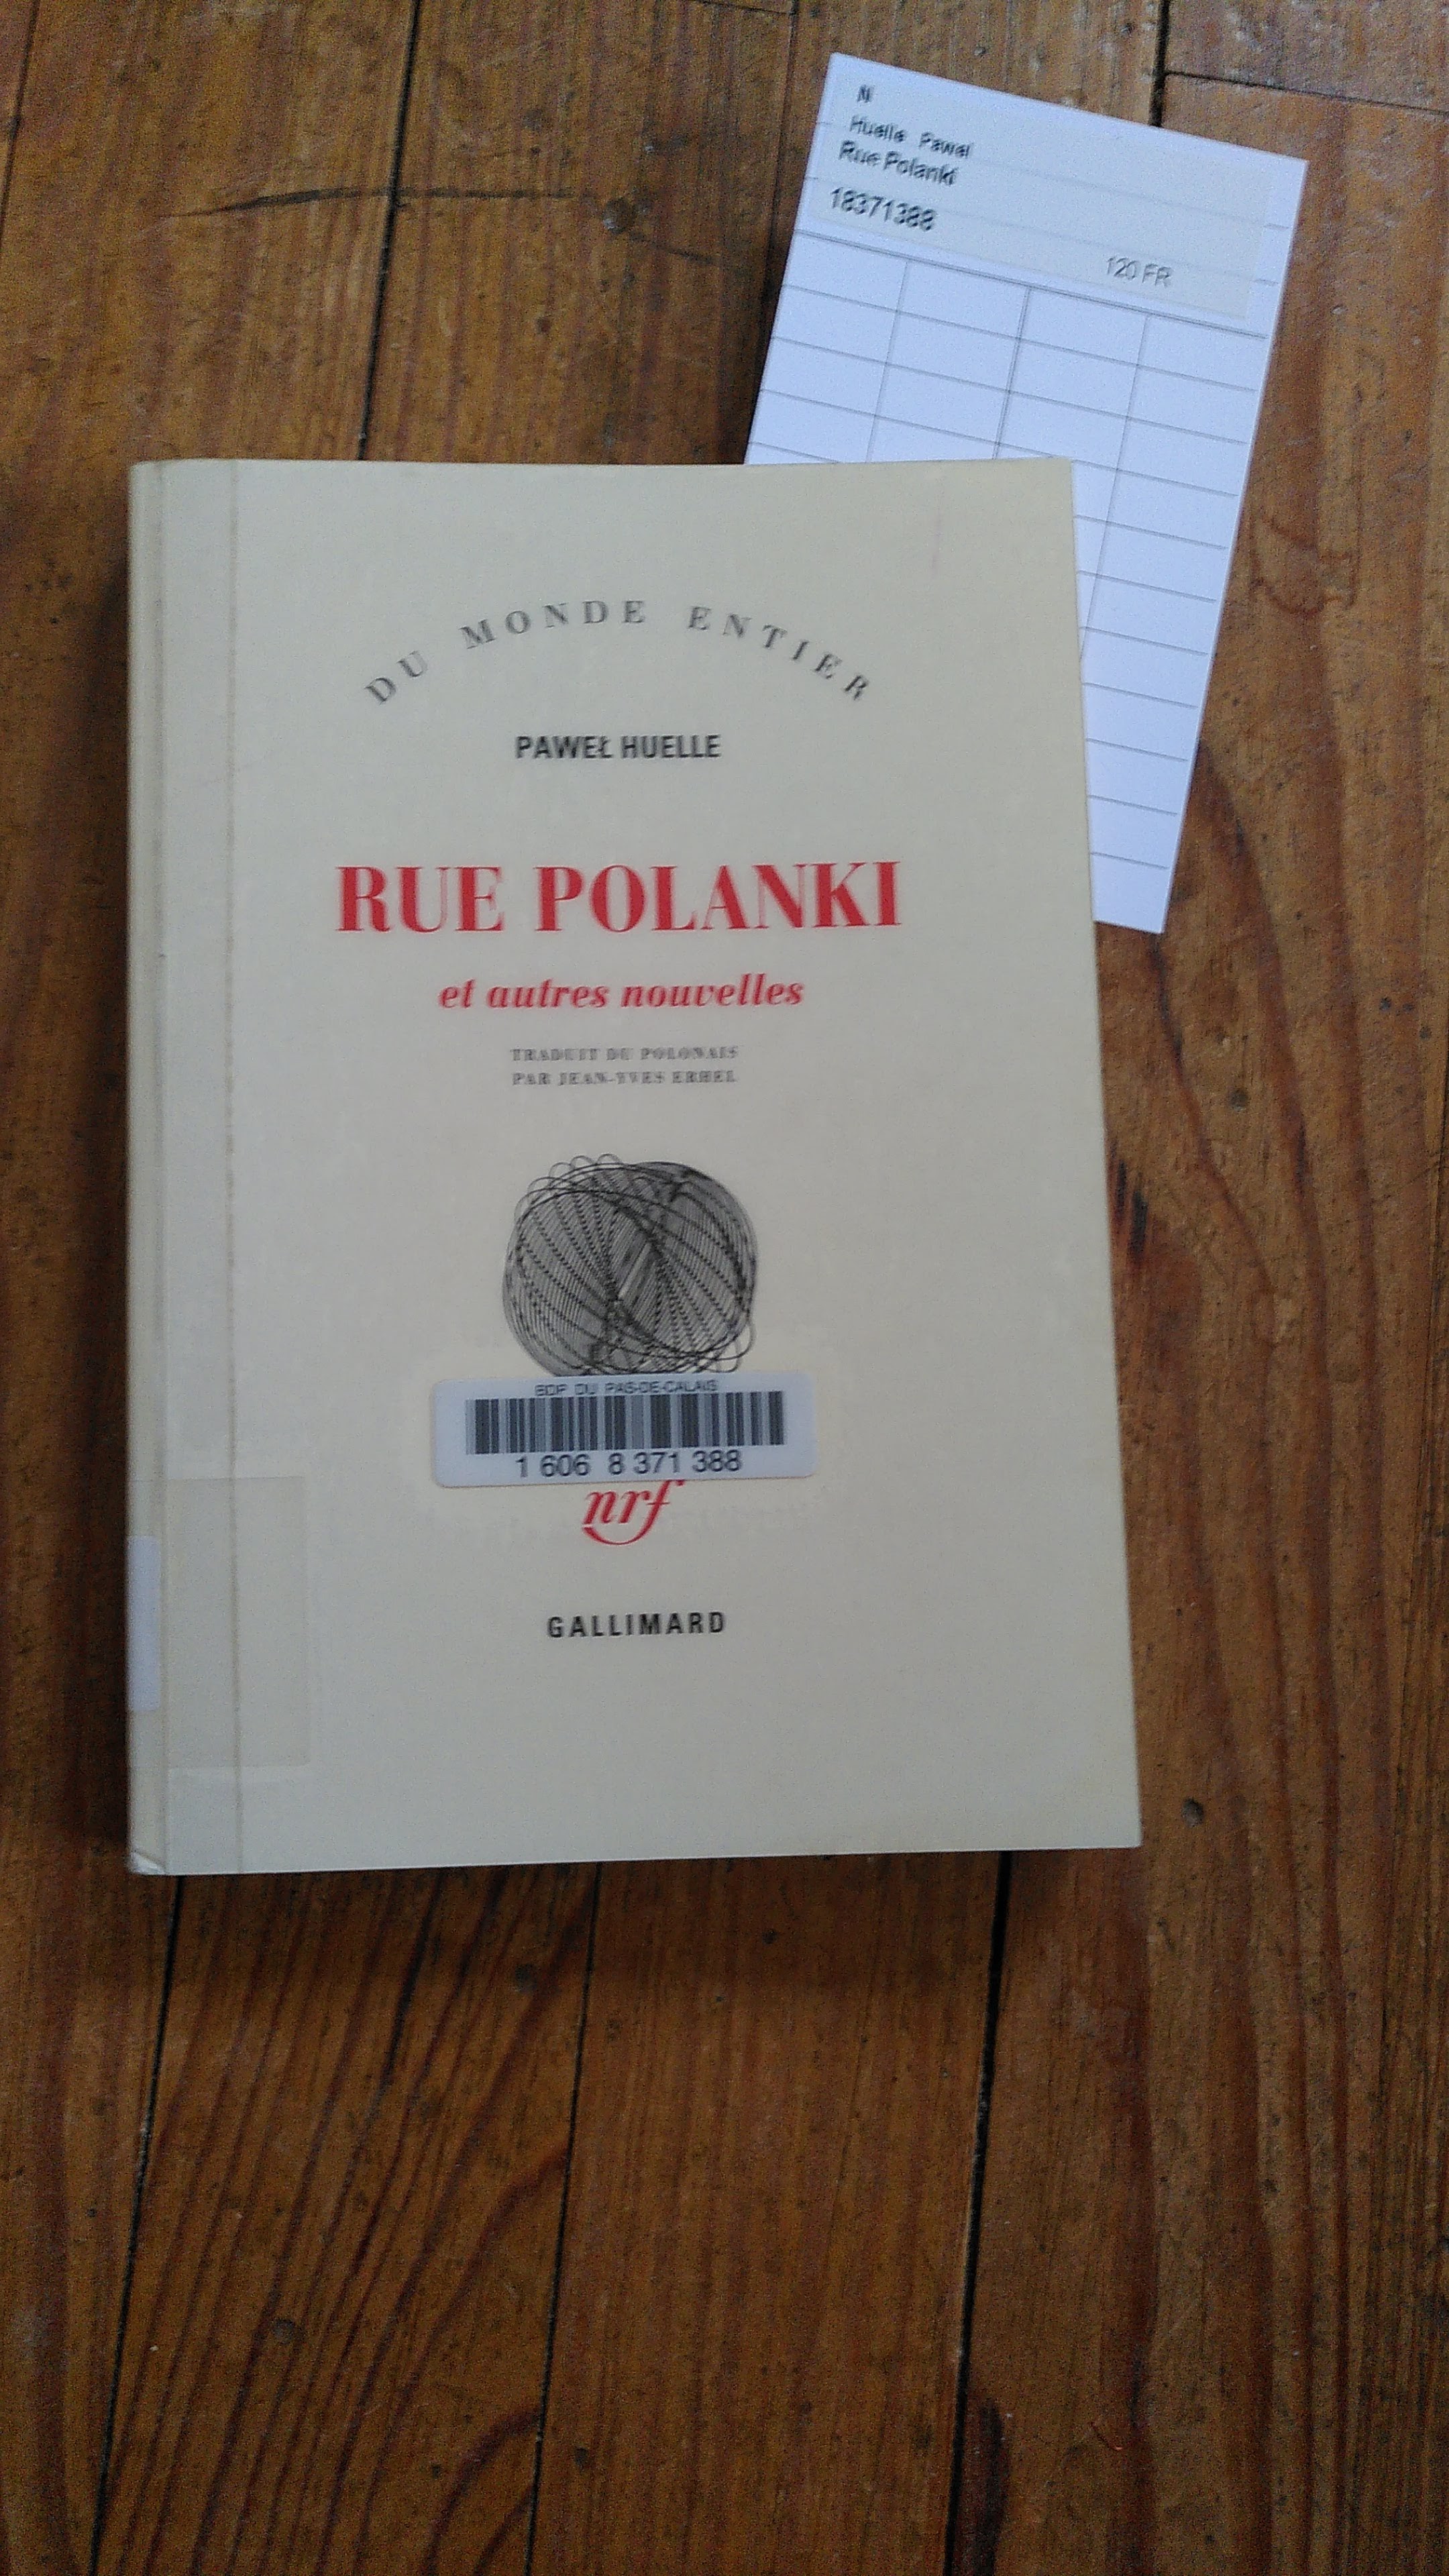 N
Huelle Pawel
Rue Polanki
18371388
120 FR
DU MONDE ENTIER
PAWEŁ HUELLE
RUE POLANKI
et autres nouvelles
TRADUIT DU POLONAIS
PAR JEAN-YVES ERHEL
BDP DU PAS-DE-CALAIS
1 606 8 371 388
nrf
GALLIMARD